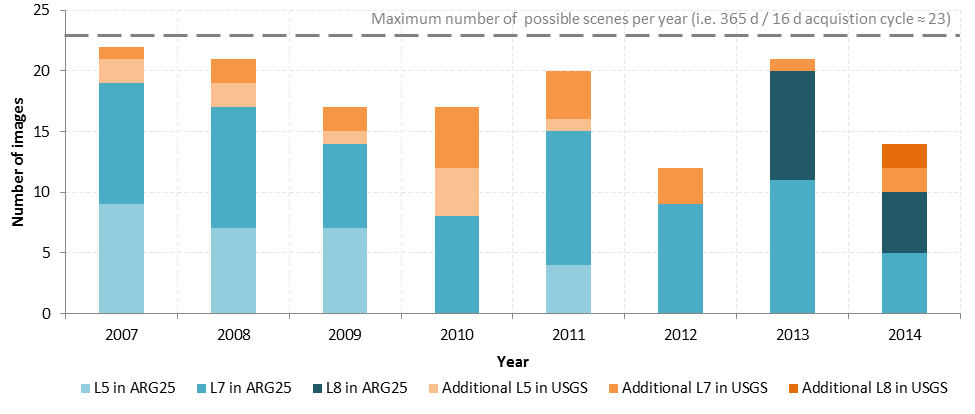 Maximum number of possible scenes per year (i.e. 365 d / 16 d acquistion cycle ≈ 23)
Number of images
25
20
15
10
5
0
2007 2008 2009 2010 2011 2012 2013 2014
Year
L5 in ARG25 L7 in ARG25 L8 in ARG25 Additional L5 in USGS Additional L7 in USGS Additional L8 in USGS